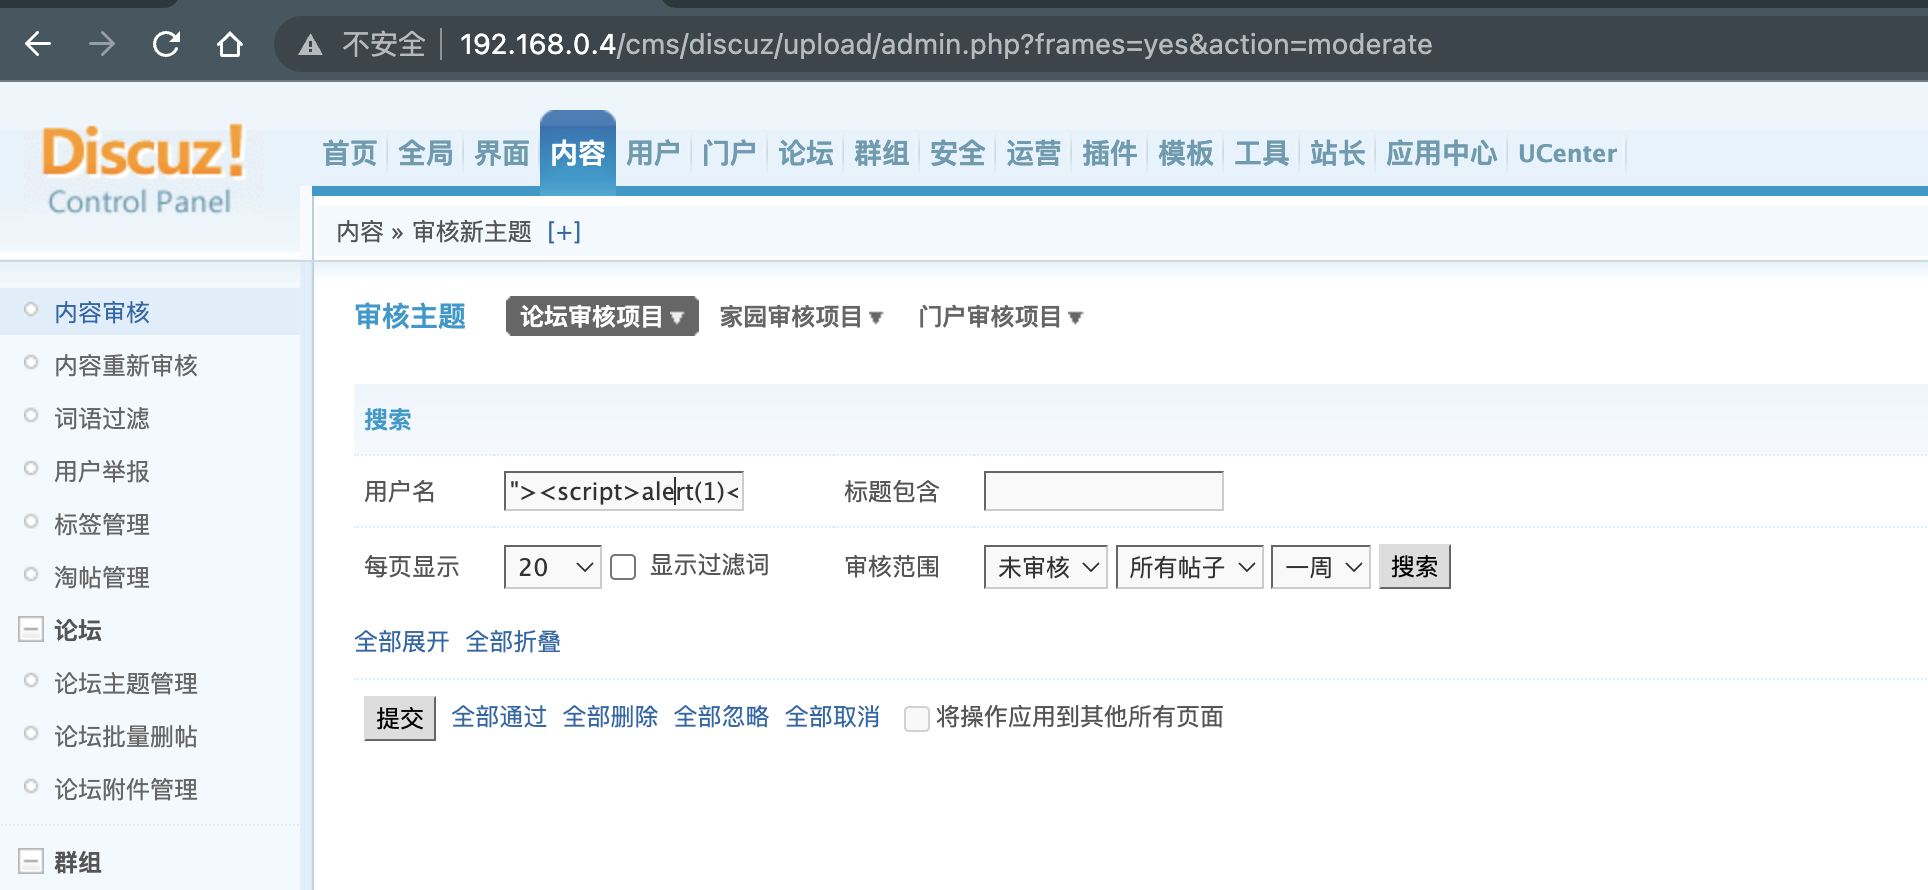 不安全 192.168.0.4/cms/discuz/upload/admin.php?frames=yes&action=moderate
Discuz!
Control Panel
首页 全局 界面 内容 用户 门户 论坛 群组 安全 运营 插件 模板 工具 站长 应用中心 UCenter
内容 » 审核新主题 [+]
内容审核
内容重新审核
词语过滤
用户举报
标签管理
淘帖管理
论坛
论坛主题管理
论坛批量删帖
论坛附件管理
群组
审核主题 论坛审核项目 家园审核项目 门户审核项目
搜索
用户名 "><script>alert(1)< 标题包含
每页显示 20 显示过滤词 审核范围 未审核 所有帖子 一周 搜索
全部展开 全部折叠
提交 全部通过 全部删除 全部忽略 全部取消 将操作应用到其他所有页面